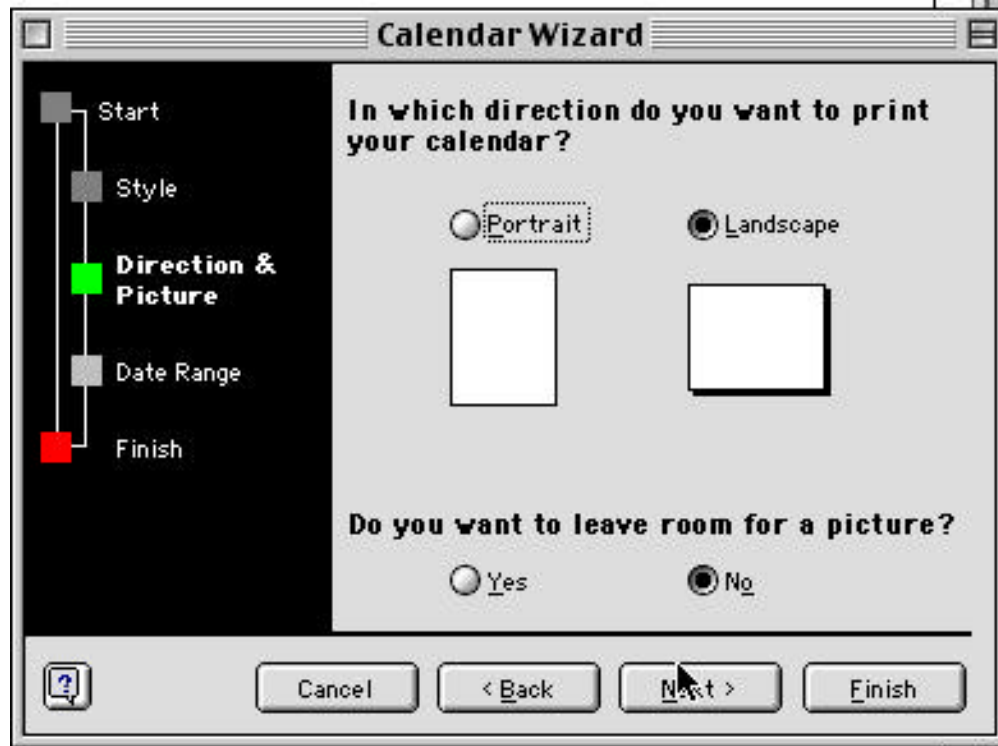 Calendar Wizard
Start
Style
Direction &
Picture
Date Range
Finish
In which direction do you want to print
your calendar?
Portrait
Landscape
Do you want to leave room for a picture?
Yes
No
?
Cancel
< Back
Next >
Finish